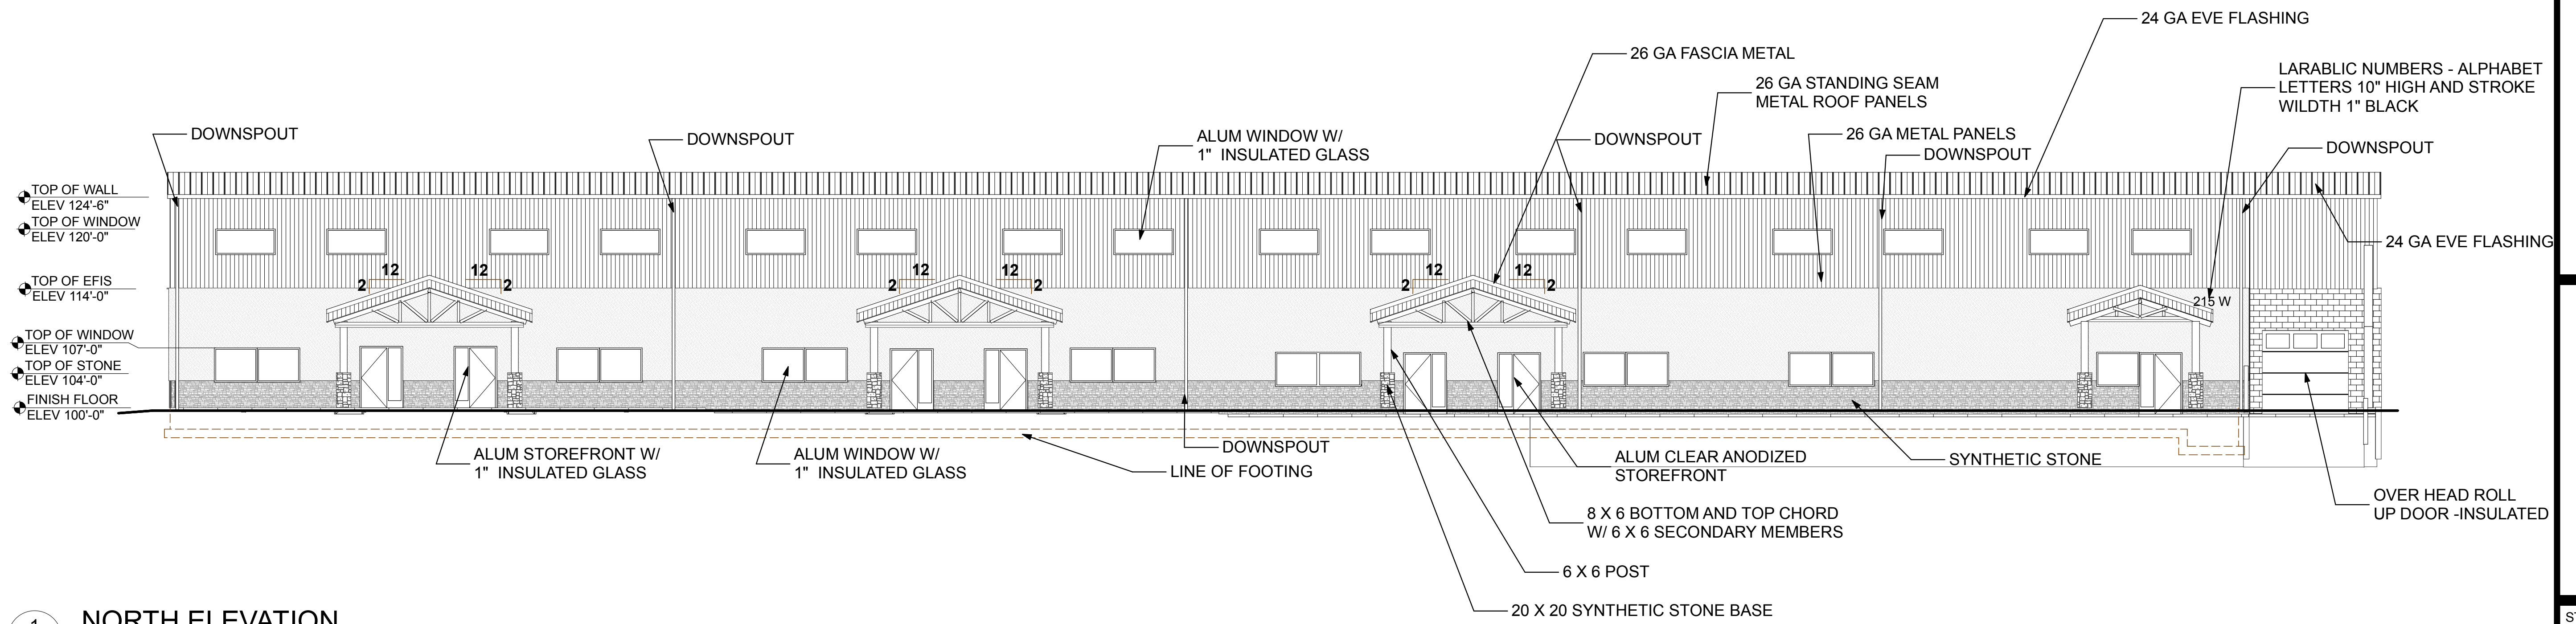 24 GA EVE FLASHING
26 GA FASCIA METAL
26 GA STANDING SEAM
METAL ROOF PANELS
LARABLIC NUMBERS - ALPHABET
LETTERS 10" HIGH AND STROKE
WILDTH 1" BLACK
DOWNSPOUT
DOWNSPOUT
ALUM WINDOW W/
1" INSULATED GLASS
DOWNSPOUT
26 GA METAL PANELS
DOWNSPOUT
DOWNSPOUT
TOP OF WALL
ELEV 124'-6"
TOP OF WINDOW
ELEV 120'-0"
24 GA EVE FLASHING
TOP OF EFIS
ELEV 114'-0"
12
2
12
2
12
2
12
2
12
2
12
2
215 W
TOP OF WINDOW
ELEV 107'-0"
TOP OF STONE
ELEV 104'-0"
FINISH FLOOR
ELEV 100'-0"
ALUM STOREFRONT W/
1" INSULATED GLASS
ALUM WINDOW W/
1" INSULATED GLASS
DOWNSPOUT
LINE OF FOOTING
ALUM CLEAR ANODIZED
STOREFRONT
SYNTHETIC STONE
OVER HEAD ROLL
UP DOOR -INSULATED
8 X 6 BOTTOM AND TOP CHORD
W/ 6 X 6 SECONDARY MEMBERS
6 X 6 POST
20 X 20 SYNTHETIC STONE BASE
1
NORTH ELEVATION